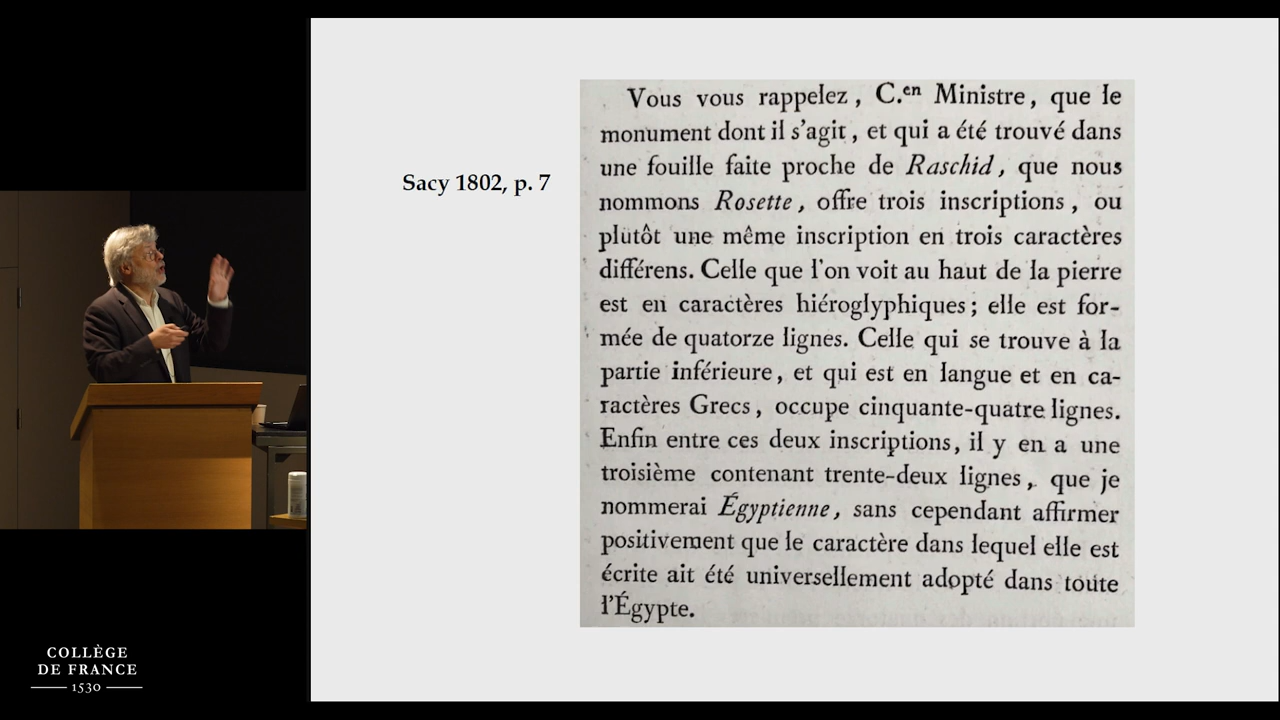 Sacy 1802, p. 7
Vous vous rappelez, C.en Ministre, que le
monument dont il s'agit, et qui a été trouvé dans
une fouille faite proche de Raschid, que nous
nommons Rosette, offre trois inscriptions, ou
plutôt une même inscription en trois caractères
différens. Celle que l'on voit au haut de la pierre
est en caractères hiéroglyphiques; elle est for-
mée de quatorze lignes. Celle qui se trouve à la
partie inférieure, et qui est en langue et en ca-
ractères Grecs, occupe cinquante-quatre lignes.
Enfin entre ces deux inscriptions, il y en a une
troisième contenant trente-deux lignes, que je
nommerai Égyptienne, sans cependant affirmer
positivement que le caractère dans lequel elle est
écrite ait été universellement adopté dans toute
l'Égypte.
COLLÈGE
DE FRANCE
1530